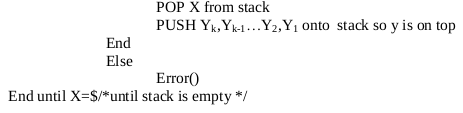 POP X from stack
PUSH Yk,Yk-1…Y2,Y1 onto  stack so y is on top
End
Else
Error()
End until X=$/*until stack is empty */